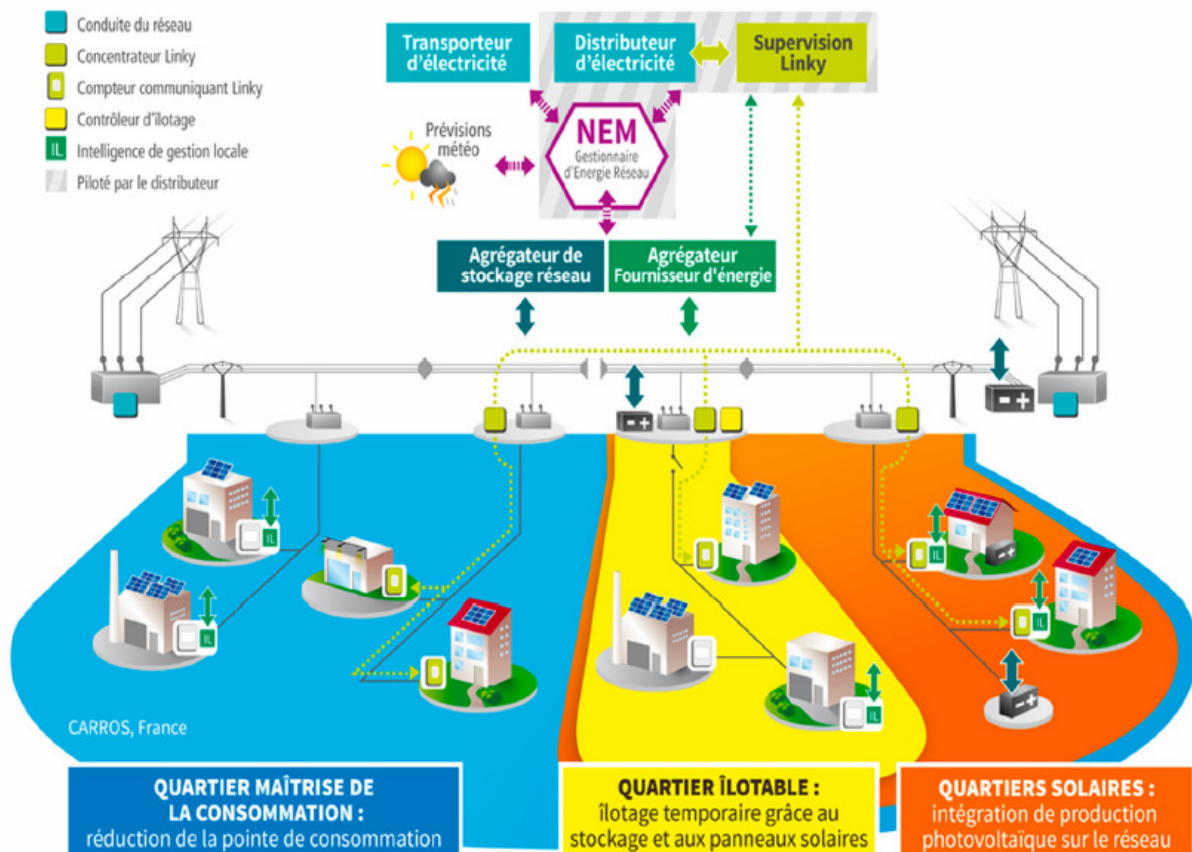 Conduite du réseau
Concentrateur Linky
Compteur communiquant Linky
Contrôleur d'îlotage
IL
Intelligence de gestion locale
Piloté par le distributeur
Transporteur
d'électricité
Distributeur
d'électricité
Supervision
Linky
Prévisions
météo
NEM
Gestionnaire
d'Energie Réseau
Agrégateur de
stockage réseau
Agrégateur
Fournisseur d'énergie
IL
IL
IL
IL
IL
CARROS, France
QUARTIER MAÎTRISE DE
LA CONSOMMATION :
réduction de la pointe de consommation
QUARTIER ÎLOTABLE :
îlotage temporaire grâce au
stockage et aux panneaux solaires
QUARTIERS SOLAIRES :
intégration de production
photovoltaïque sur le réseau